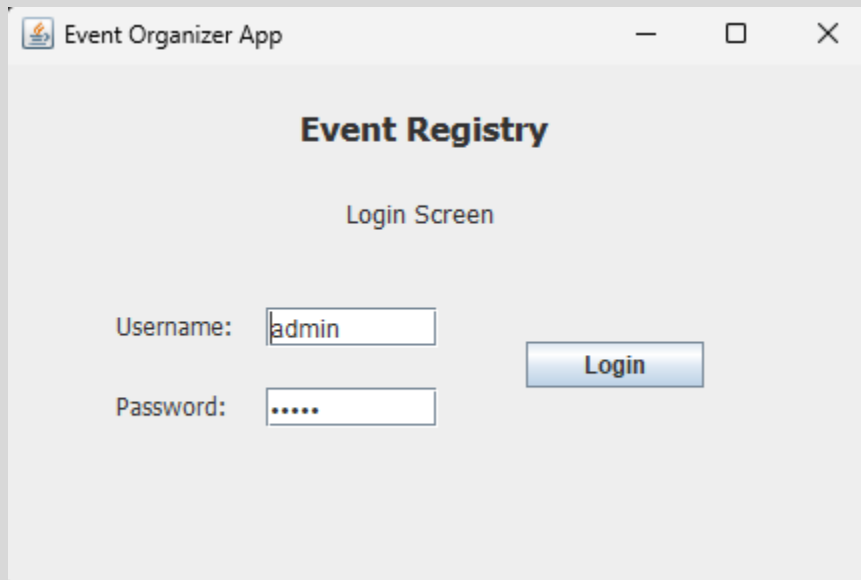 Event Organizer App
Event Registry
Login Screen
Username: admin
Login
Password: •••••